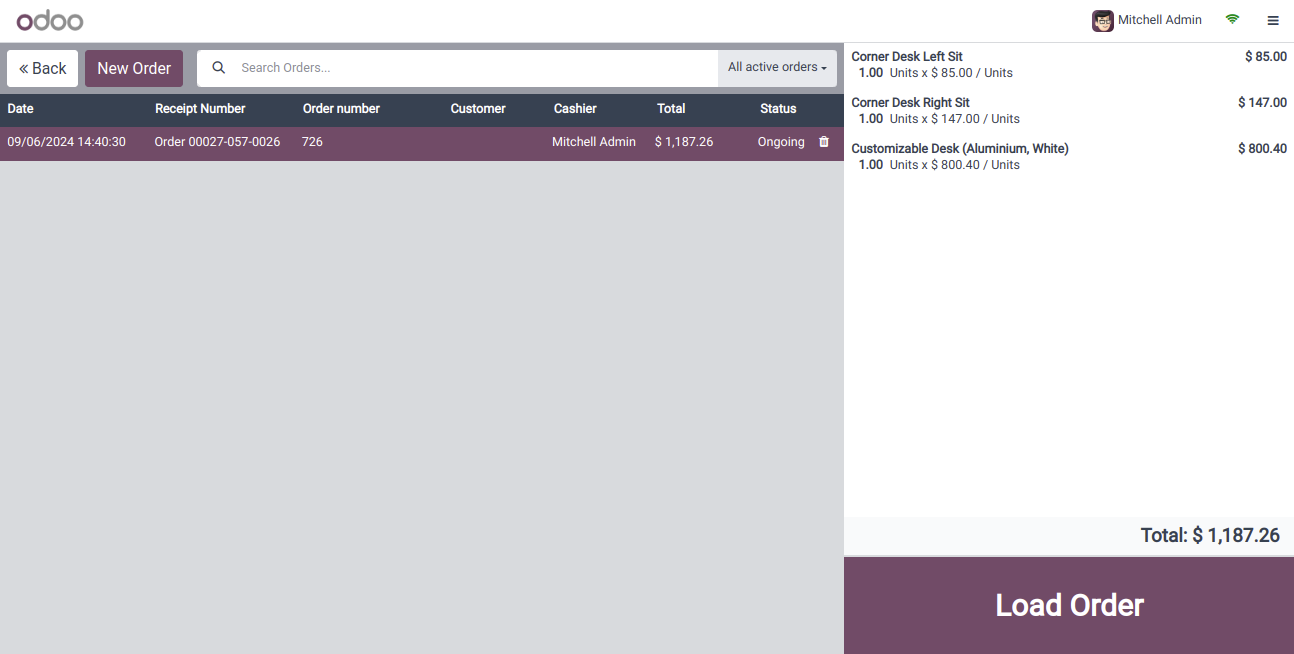 odoo
Mitchell Admin
Back
New Order
Search Orders...
All active orders
Date Receipt Number Order number Customer Cashier Total Status
09/06/2024 14:40:30 Order 00027-057-0026 726 Mitchell Admin $ 1,187.26 Ongoing
Corner Desk Left Sit $ 85.00
1.00 Units x $ 85.00 / Units
Corner Desk Right Sit $ 147.00
1.00 Units x $ 147.00 / Units
Customizable Desk (Aluminium, White) $ 800.40
1.00 Units x $ 800.40 / Units
Total: $ 1,187.26
Load Order